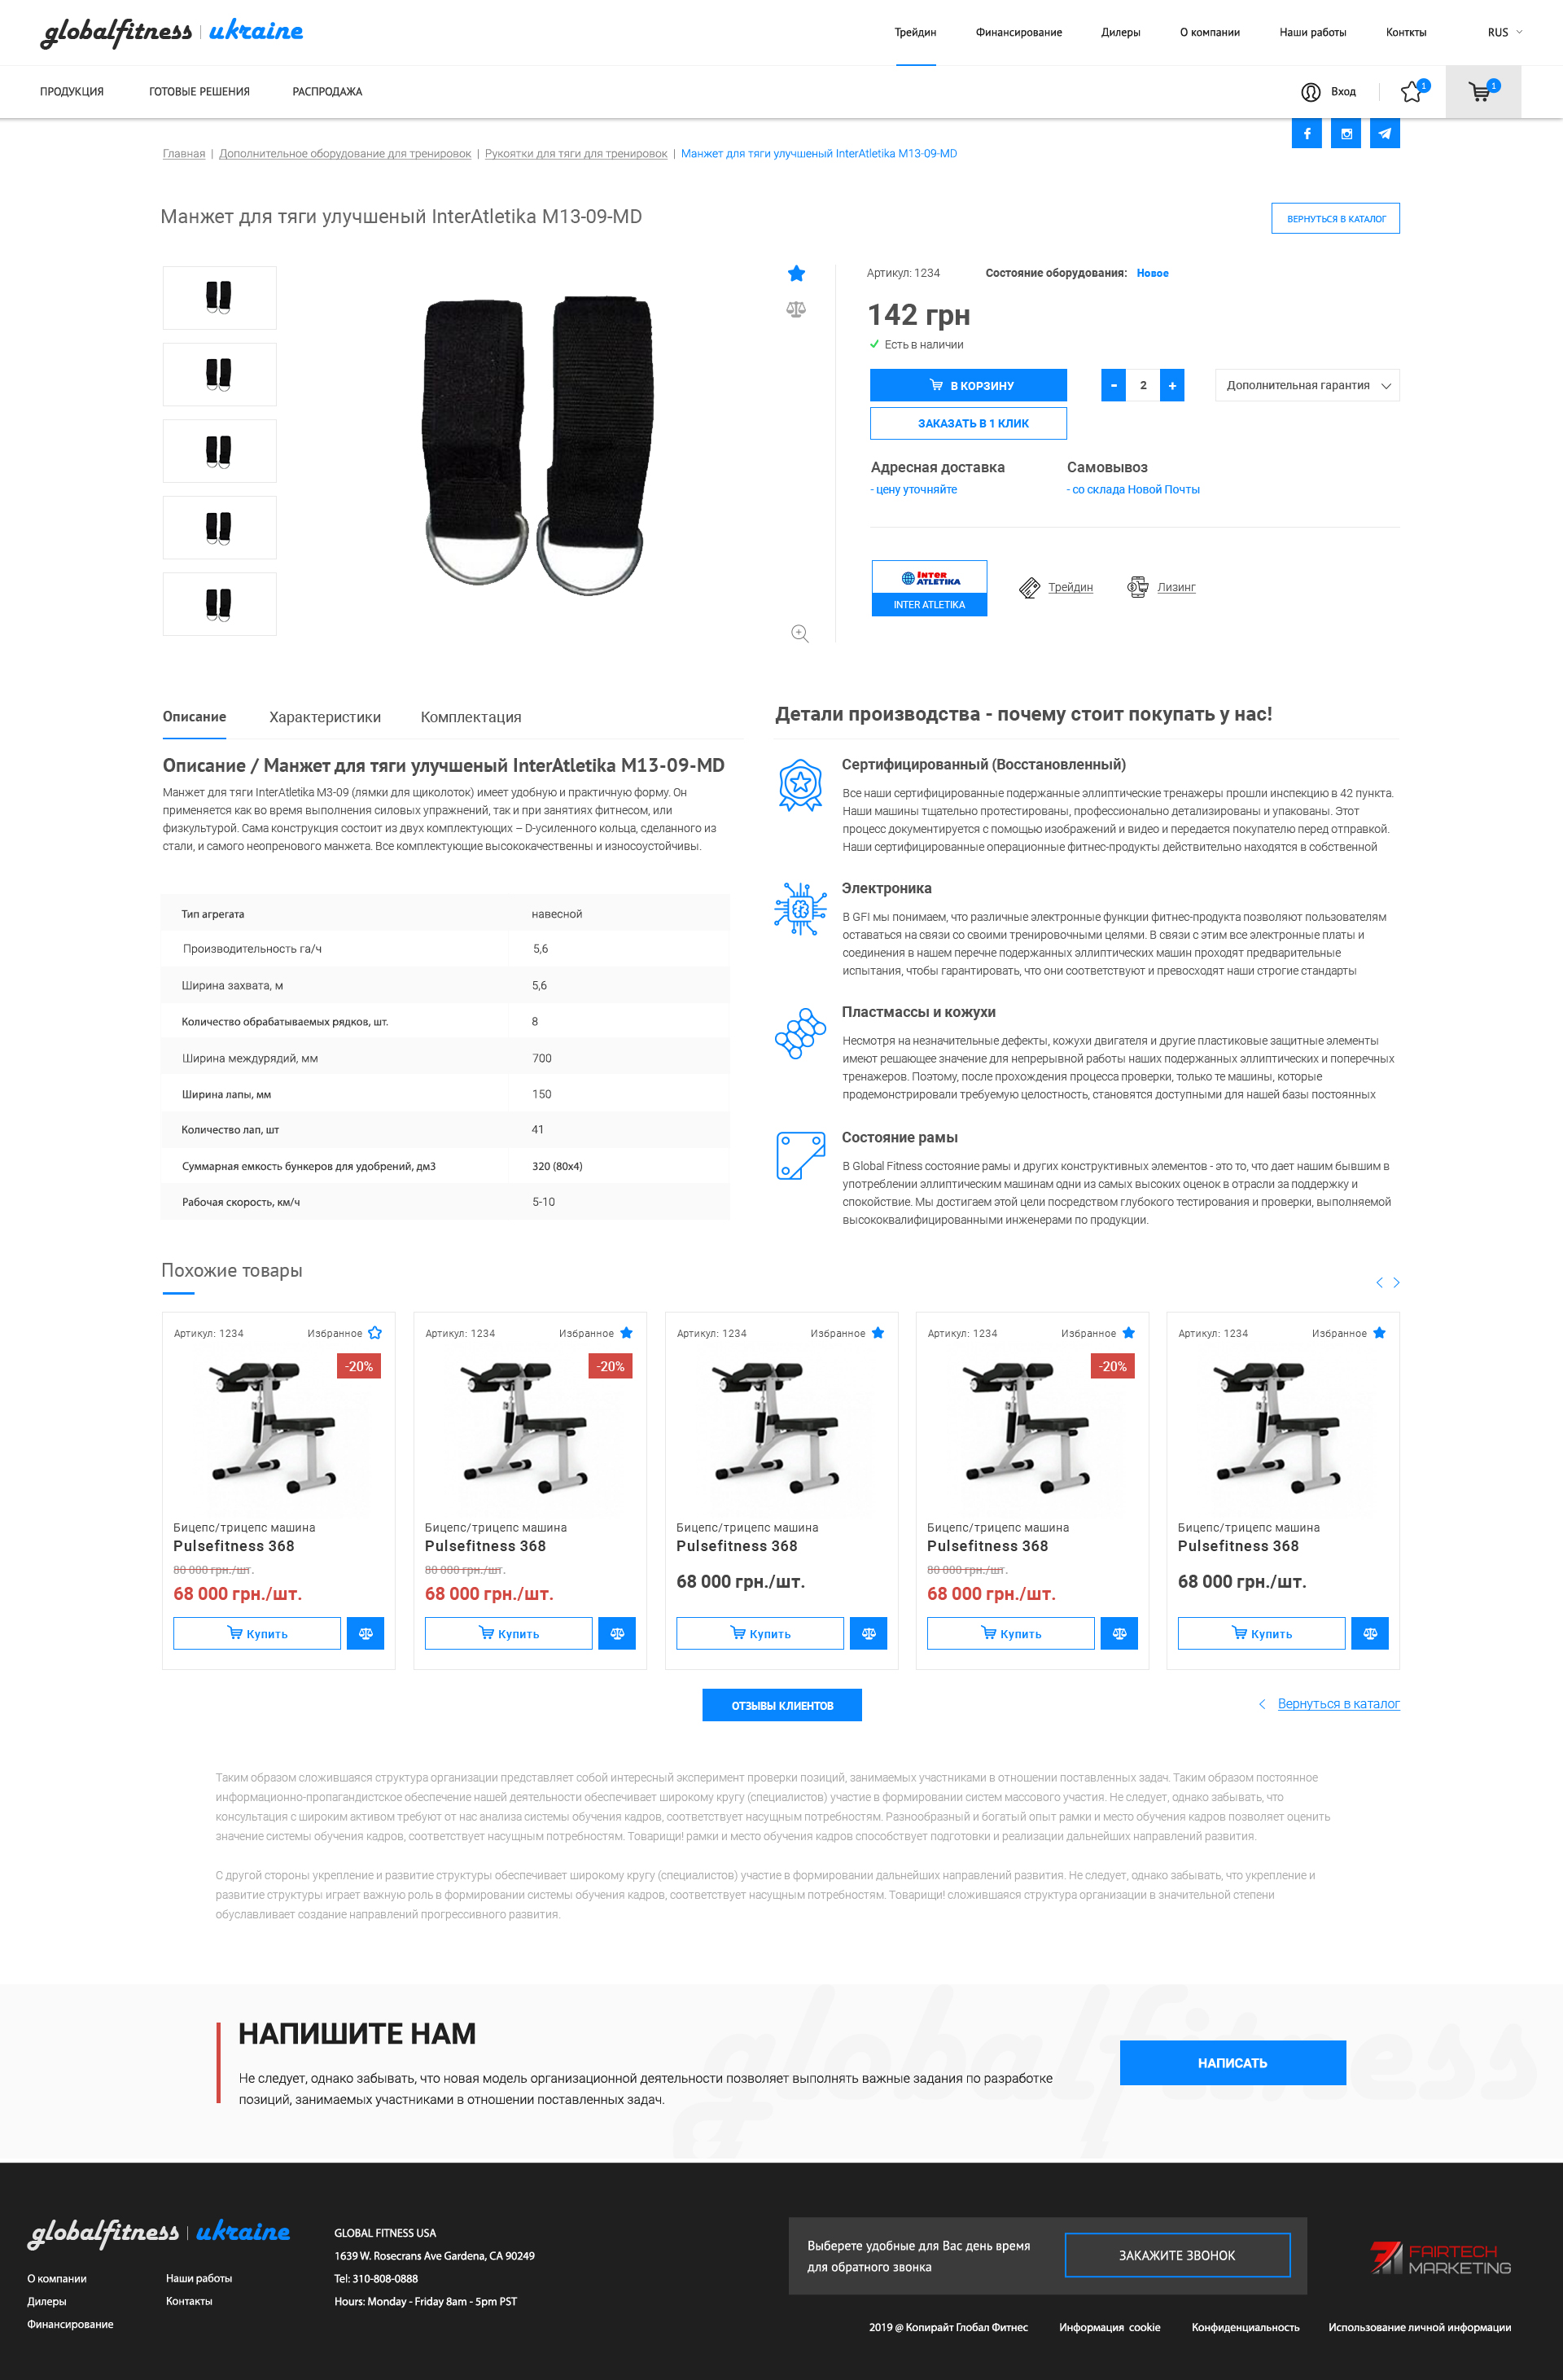 globalfitness | ukraine
Трейдин Финансирование Дилеры О компании Наши работы Конткты RUS
ПРОДУКЦИЯ ГОТОВЫЕ РЕШЕНИЯ РАСПРОДАЖА Вход 1 1
Главная | Дополнительное оборудование для тренировок | Рукоятки для тяги для тренировок | Манжет для тяги улучшеный InterAtletika М13-09-MD
Манжет для тяги улучшеный InterAtletika М13-09-MD
ВЕРНУТЬСЯ В КАТАЛОГ
Артикул: 1234 Состояние оборудования: Новое
142 грн
Есть в наличии
В КОРЗИНУ - 2 + Дополнительная гарантия
ЗАКАЗАТЬ В 1 КЛИК
Адресная доставка Самовывоз
- цену уточняйте - со склада Новой Почты
INTER ATLETIKA
INTER ATLETIKA Трейдин Лизинг
Описание Характеристики Комплектация
Описание / Манжет для тяги улучшеный InterAtletika М13-09-MD
Манжет для тяги InterAtletika М3-09 (лямки для щиколоток) имеет удобную и практичную форму. Он
применяется как во время выполнения силовых упражнений, так и при занятиях фитнесом, или
физкультурой. Сама конструкция состоит из двух комплектующих – D-усиленного кольца, сделанного из
стали, и самого неопренового манжета. Все комплектующие высококачественны и износоустойчивы.
Тип агрегата навесной
Производительность га/ч 5,6
Ширина захвата, м 5,6
Количество обрабатываемых рядков, шт. 8
Ширина междурядий, мм 700
Ширина лапы, мм 150
Количество лап, шт 41
Суммарная емкость бункеров для удобрений, дм3 320 (80х4)
Рабочая скорость, км/ч 5-10
Детали производства - почему стоит покупать у нас!
Сертифицированный (Восстановленный)
Все наши сертифицированные подержанные эллиптические тренажеры прошли инспекцию в 42 пункта.
Наши машины тщательно протестированы, профессионально детализированы и упакованы. Этот
процесс документируется с помощью изображений и видео и передается покупателю перед отправкой.
Наши сертифицированные операционные фитнес-продукты действительно находятся в собственной
Электроника
В GFI мы понимаем, что различные электронные функции фитнес-продукта позволяют пользователям
оставаться на связи со своими тренировочными целями. В связи с этим все электронные платы и
соединения в нашем перечне подержанных эллиптических машин проходят предварительные
испытания, чтобы гарантировать, что они соответствуют и превосходят наши строгие стандарты
Пластмассы и кожухи
Несмотря на незначительные дефекты, кожухи двигателя и другие пластиковые защитные элементы
имеют решающее значение для непрерывной работы наших подержанных эллиптических и поперечных
тренажеров. Поэтому, после прохождения процесса проверки, только те машины, которые
продемонстрировали требуемую целостность, становятся доступными для нашей базы постоянных
Состояние рамы
В Global Fitness состояние рамы и других конструктивных элементов - это то, что дает нашим бывшим в
употреблении эллиптическим машинам одни из самых высоких оценок в отрасли за поддержку и
спокойствие. Мы достигаем этой цели посредством глубокого тестирования и проверки, выполняемой
высококвалифицированными инженерами по продукции.
Похожие товары
Артикул: 1234 Избранное Артикул: 1234 Избранное Артикул: 1234 Избранное Артикул: 1234 Избранное Артикул: 1234 Избранное
-20% -20% -20%
Бицепс/трицепс машина Бицепс/трицепс машина Бицепс/трицепс машина Бицепс/трицепс машина Бицепс/трицепс машина
Pulsefitness 368 Pulsefitness 368 Pulsefitness 368 Pulsefitness 368 Pulsefitness 368
80 000 грн./шт. 80 000 грн./шт. 80 000 грн./шт.
68 000 грн./шт. 68 000 грн./шт. 68 000 грн./шт. 68 000 грн./шт. 68 000 грн./шт.
Купить Купить Купить Купить Купить
ОТЗЫВЫ КЛИЕНТОВ Вернуться в каталог
Таким образом сложившаяся структура организации представляет собой интересный эксперимент проверки позиций, занимаемых участниками в отношении поставленных задач. Таким образом постоянное
информационно-пропагандистское обеспечение нашей деятельности обеспечивает широкому кругу (специалистов) участие в формировании систем массового участия. Не следует, однако забывать, что
консультация с широким активом требуют от нас анализа системы обучения кадров, соответствует насущным потребностям. Разнообразный и богатый опыт рамки и место обучения кадров позволяет оценить
значение системы обучения кадров, соответствует насущным потребностям. Товарищи! рамки и место обучения кадров способствует подготовки и реализации дальнейших направлений развития.
С другой стороны укрепление и развитие структуры обеспечивает широкому кругу (специалистов) участие в формировании дальнейших направлений развития. Не следует, однако забывать, что укрепление и
развитие структуры играет важную роль в формировании системы обучения кадров, соответствует насущным потребностям. Товарищи! сложившаяся структура организации в значительной степени
обуславливает создание направлений прогрессивного развития.
globalfitness
НАПИШИТЕ НАМ
Не следует, однако забывать, что новая модель организационной деятельности позволяет выполнять важные задания по разработке
позиций, занимаемых участниками в отношении поставленных задач.
НАПИСАТЬ
globalfitness | ukraine
О компании Наши работы
Дилеры Контакты
Финансирование
GLOBAL FITNESS USA
1639 W. Rosecrans Ave Gardena, CA 90249
Tel: 310-808-0888
Hours: Monday - Friday 8am - 5pm PST
Выберете удобные для Вас день время
для обратного звонка
ЗАКАЖИТЕ ЗВОНОК
FAIRTECH
MARKETING
2019 @ Копирайт Глобал Фитнес Информация cookie Конфиденциальность Использование личной информации